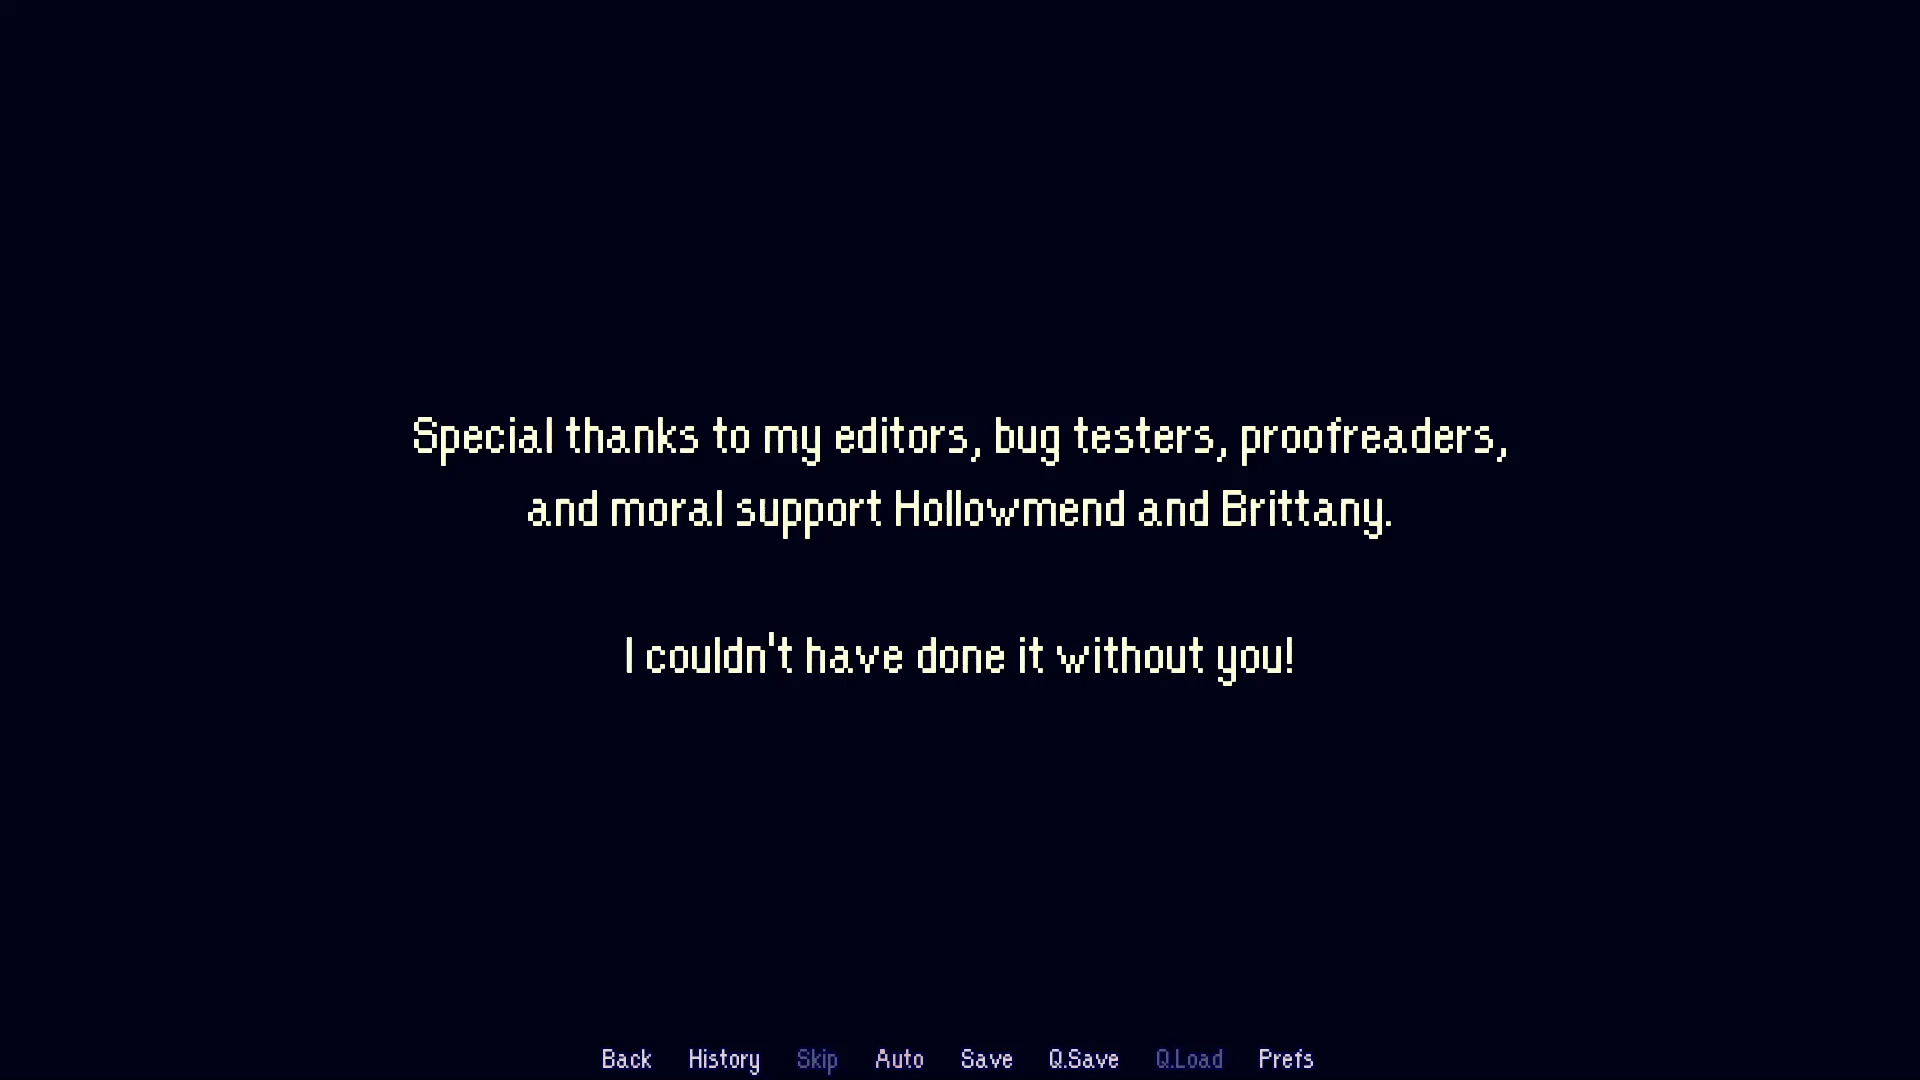 Special thanks to my editors, bug testers, proofreaders,
and moral support Hollowmend and Brittany.
I couldn't have done it without you!
Back History Skip Auto Save Q.Save Q.Load Prefs